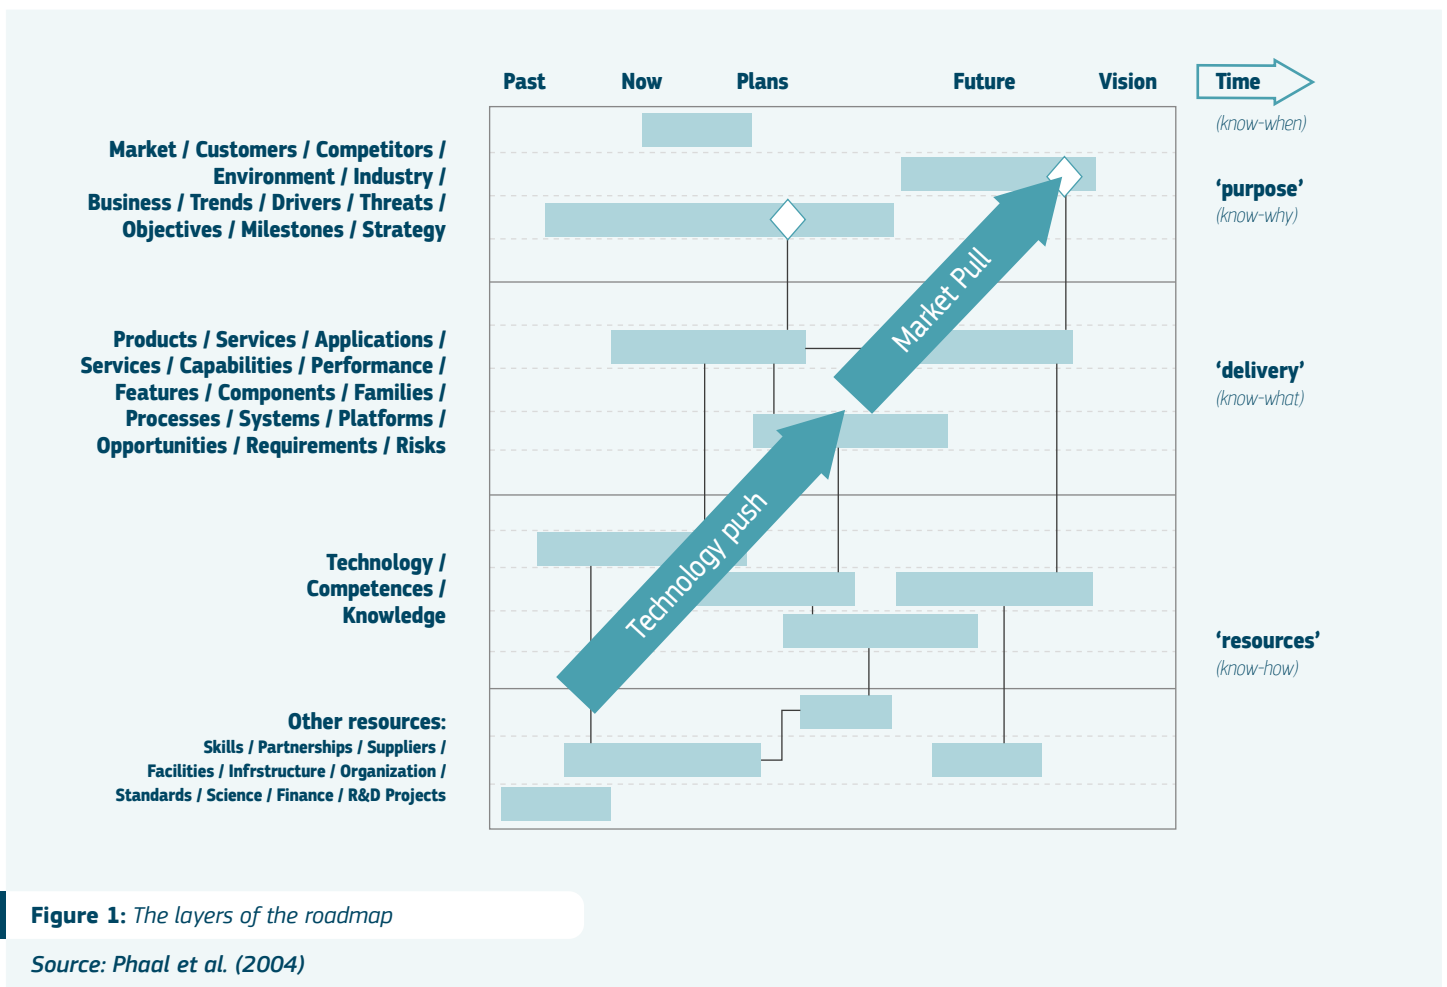 Past Now Plans Future Vision Time
(know-when)
Market / Customers / Competitors /
Environment / Industry /
Business / Trends / Drivers / Threats /
Objectives / Milestones / Strategy
‘purpose’
(know-why)
Market Pull
Products / Services / Applications /
Services / Capabilities / Performance /
Features / Components / Families /
Processes / Systems / Platforms /
Opportunities / Requirements / Risks
‘delivery’
(know-what)
Technology push
Technology /
Competences /
Knowledge
‘resources’
(know-how)
Other resources:
Skills / Partnerships / Suppliers /
Facilities / Infrstructure / Organization /
Standards / Science / Finance / R&D Projects
Figure 1: The layers of the roadmap
Source: Phaal et al. (2004)